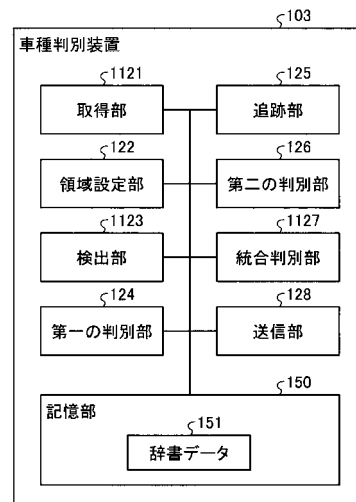 103
車種判別装置
1121
取得部
125
追跡部
122
領域設定部
126
第二の判別部
1123
検出部
1127
統合判別部
124
第一の判別部
128
送信部
150
記憶部
151
辞書データ